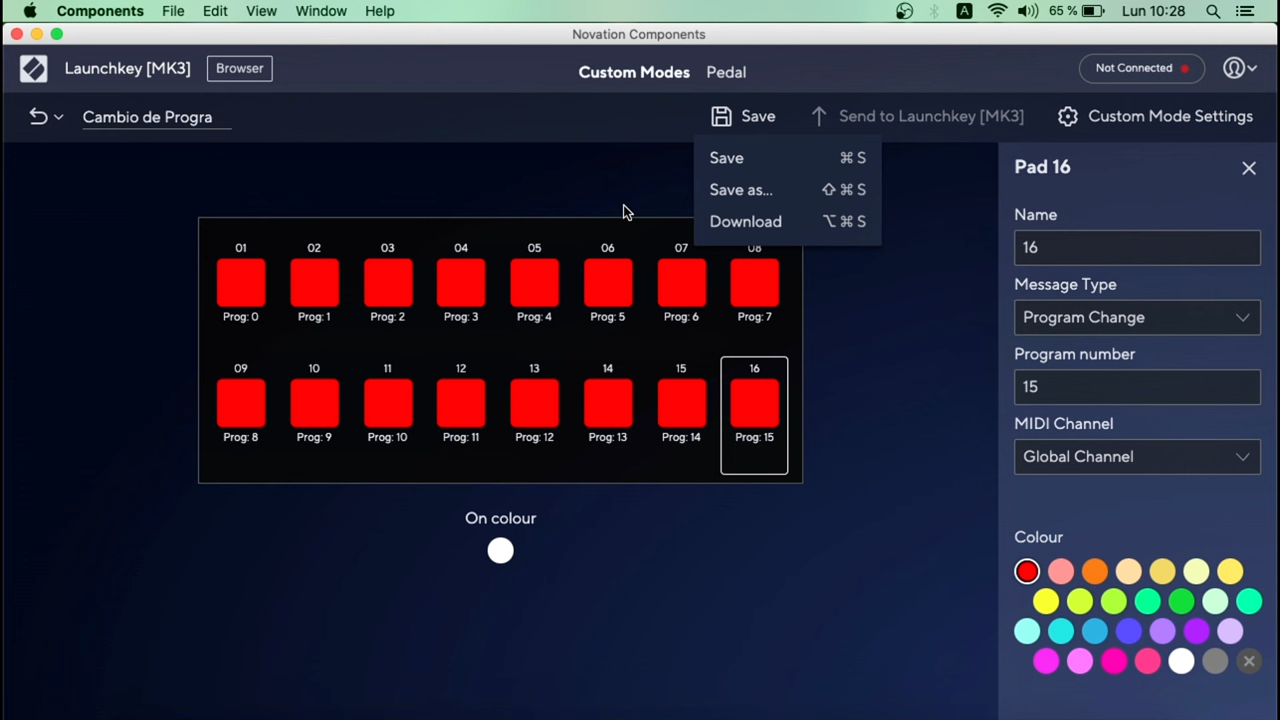 Components File Edit View Window Help A 65 % Lun 10:28
Novation Components
Launchkey [MK3] Browser Custom Modes Pedal Not Connected
Cambio de Progra Save Send to Launchkey [MK3] Custom Mode Settings
Save ⌘ S
Save as... ⇧ ⌘ S
Download ⌥ ⌘ S
01 02 03 04 05 06 07 08
Prog: 0 Prog: 1 Prog: 2 Prog: 3 Prog: 4 Prog: 5 Prog: 6 Prog: 7
09 10 11 12 13 14 15 16
Prog: 8 Prog: 9 Prog: 10 Prog: 11 Prog: 12 Prog: 13 Prog: 14 Prog: 15
On colour
Pad 16
Name
16
Message Type
Program Change
Program number
15
MIDI Channel
Global Channel
Colour